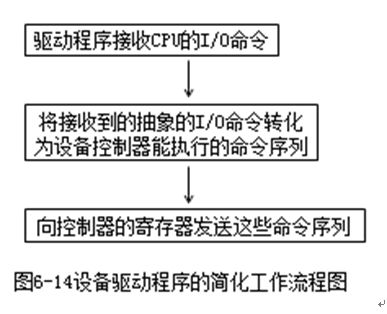 驱动程序接收CPU的I/O命令
将接收到的抽象的I/O命令转化
为设备控制器能执行的命令序列
向控制器的寄存器发送这些命令序列
图6-14设备驱动程序的简化工作流程图